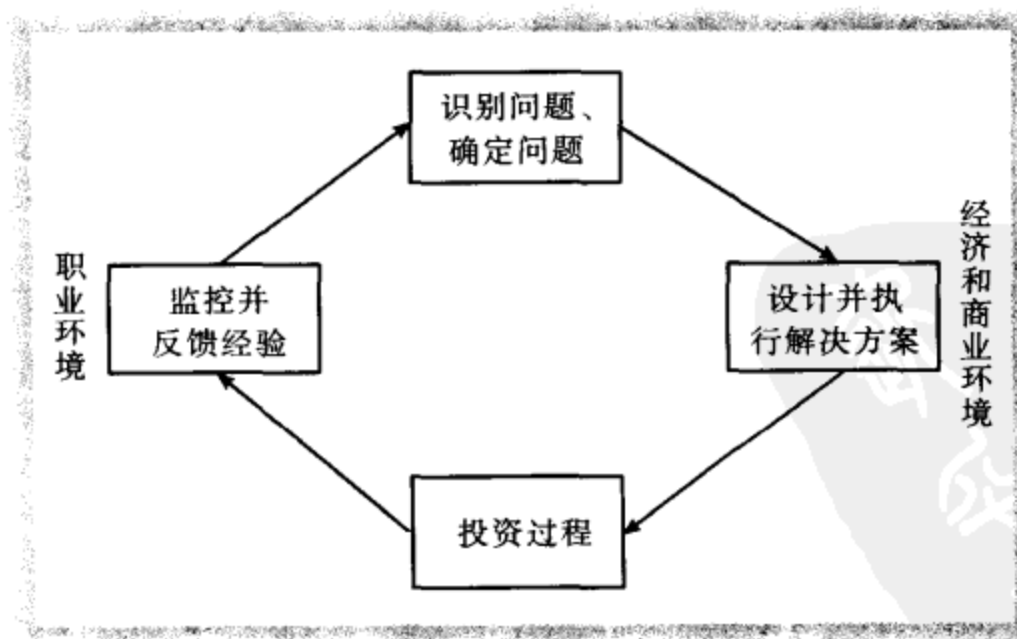 识别问题、
确定问题
职业环境
监控并
反馈经验
设计并执
行解决方案
经济和商业环境
投资过程